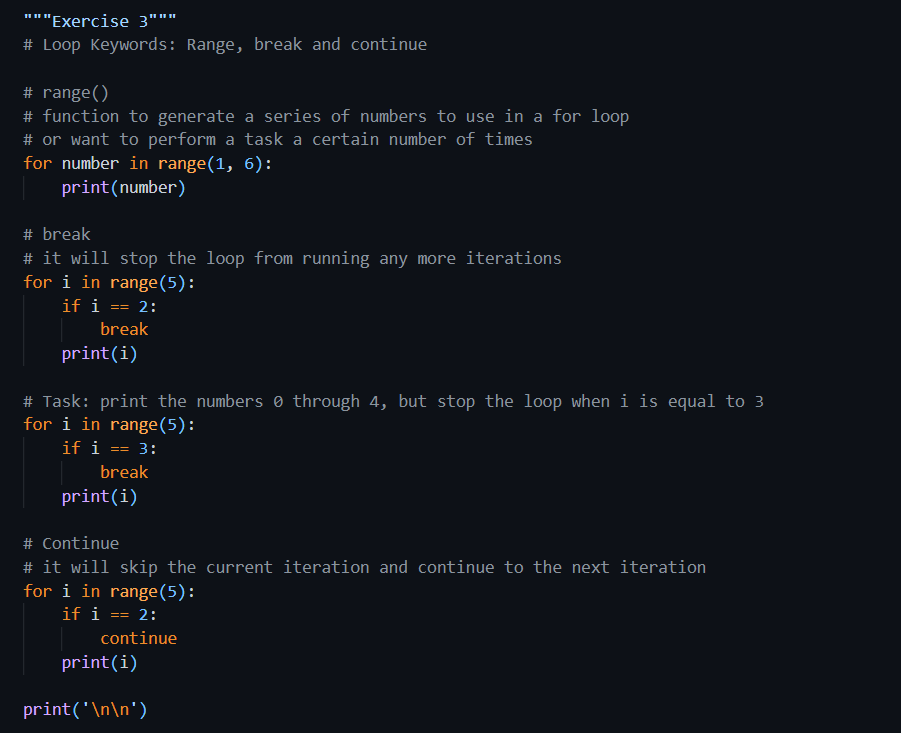 """Exercise 3"""
# Loop Keywords: Range, break and continue

# range()
# function to generate a series of numbers to use in a for loop
# or want to perform a task a certain number of times
for number in range(1, 6):
    print(number)

# break
# it will stop the loop from running any more iterations
for i in range(5):
    if i == 2:
        break
    print(i)

# Task: print the numbers 0 through 4, but stop the loop when i is equal to 3
for i in range(5):
    if i == 3:
        break
    print(i)

# Continue
# it will skip the current iteration and continue to the next iteration
for i in range(5):
    if i == 2:
        continue
    print(i)

print('\n\n')